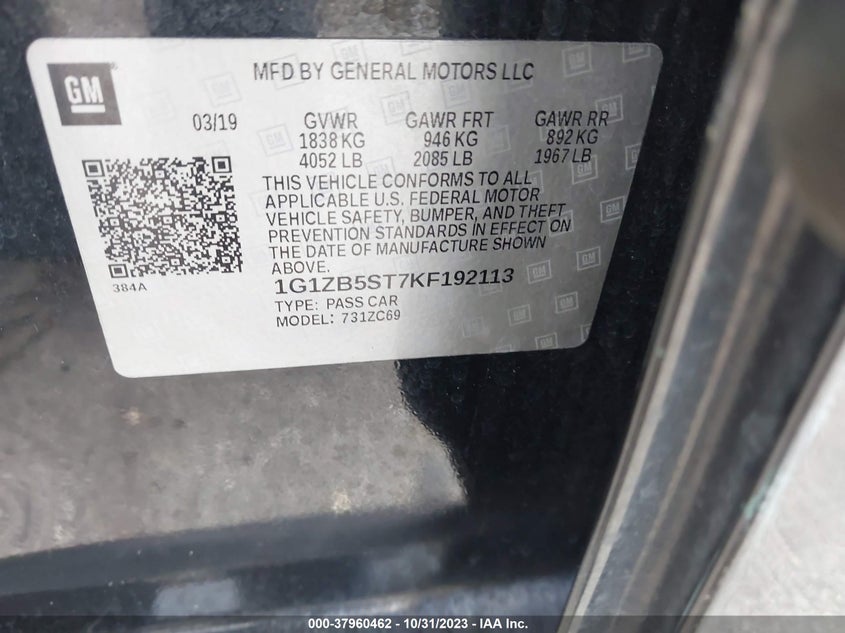 GM
MFD BY GENERAL MOTORS LLC
03/19 GVWR GAWR FRT GAWR RR
1838 KG 946 KG 892 KG
4052 LB 2085 LB 1967 LB
THIS VEHICLE CONFORMS TO ALL
APPLICABLE U.S. FEDERAL MOTOR
VEHICLE SAFETY, BUMPER, AND THEFT
PREVENTION STANDARDS IN EFFECT ON
THE DATE OF MANUFACTURE SHOWN
ABOVE.
384A
1G1ZB5ST7KF192113
TYPE: PASS CAR
MODEL: 731ZC69
000-37960462 - 10/31/2023 - IAA Inc.